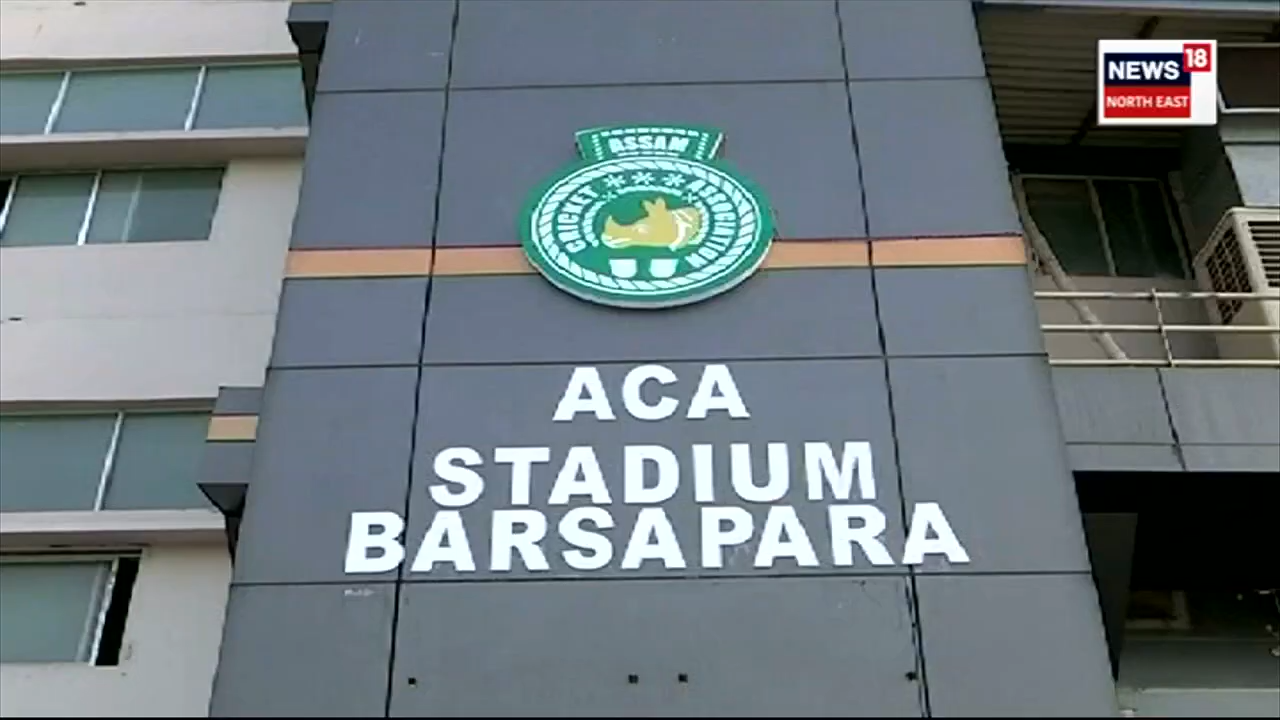 NEWS 18
NORTH EAST
ASSAM
CRICKET ASSOCIATION
ACA
STADIUM
BARSAPARA